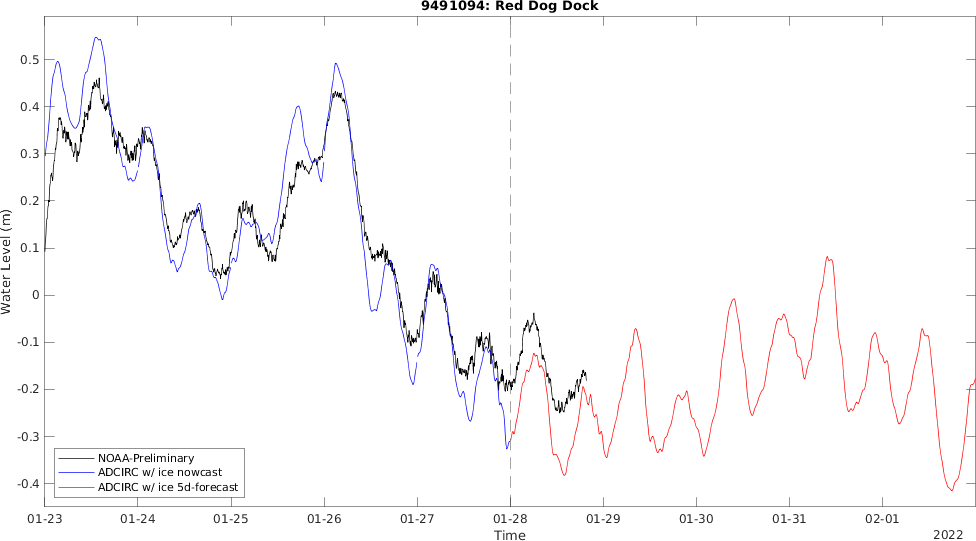 9491094: Red Dog Dock
Water Level (m)
0.5
0.4
0.3
0.2
0.1
0
-0.1
-0.2
-0.3
-0.4
NOAA-Preliminary
ADCIRC w/ ice nowcast
ADCIRC w/ ice 5d-forecast
01-23 01-24 01-25 01-26 01-27 01-28 01-29 01-30 01-31 02-01
Time
2022